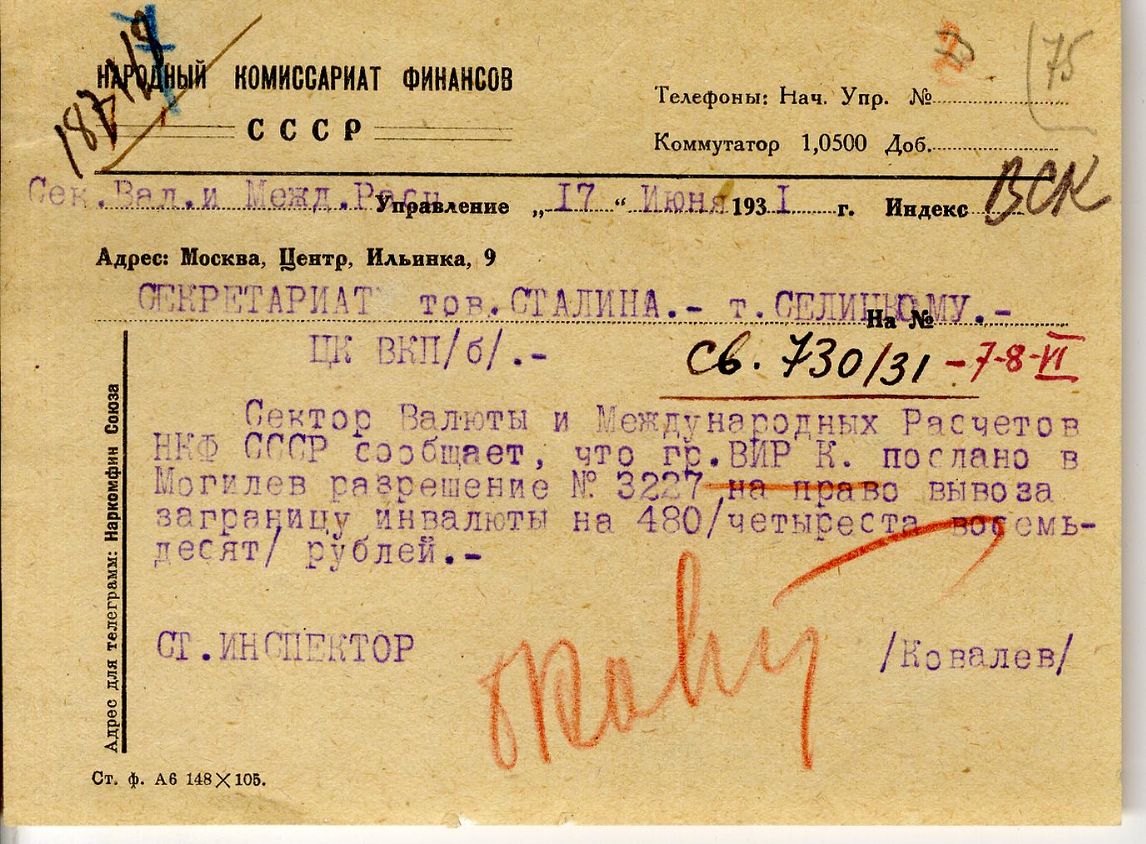 75
НАРОДНЫЙ КОМИССАРИАТ ФИНАНСОВ
СССР
Телефоны: Нач. Упр. №
Коммутатор 1,0500 Доб.
Сек.Вал.и Межд.Расч Управление „17“ Июня 1931 г. Индекс ВСК
Адрес: Москва, Центр, Ильинка, 9
СЕКРЕТАРИАТ тов.СТАЛИНА.- т.СЕЛИЦКОМУ.-
На №
ЦК ВКП/б/.-
св. 730/31 -7-8-VI
Сектор Валюты и Международных Расчетов
НКФ СССР сообщает, что гр.ВИР К. послано в
Могилев разрешение № 3227 на право вывоза
заграницу инвалюты на 480/четыреста восемь-
десят/ рублей.-
СТ.ИНСПЕКТОР /Ковалев/
Адрес для телеграмм: Наркомфин Союза
Ст. ф. А6 148×105.